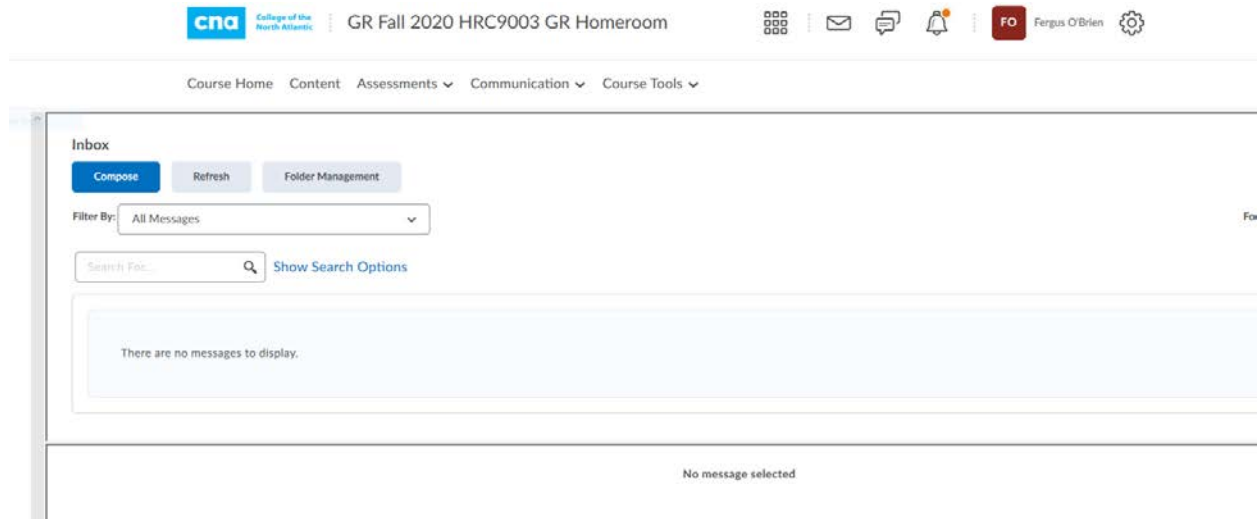 cna College of the North Atlantic GR Fall 2020 HRC9003 GR Homeroom FO Fergus O'Brien
Course Home Content Assessments Communication Course Tools
Inbox
Compose Refresh Folder Management
Filter By: All Messages
Search For... Show Search Options
There are no messages to display.
No message selected